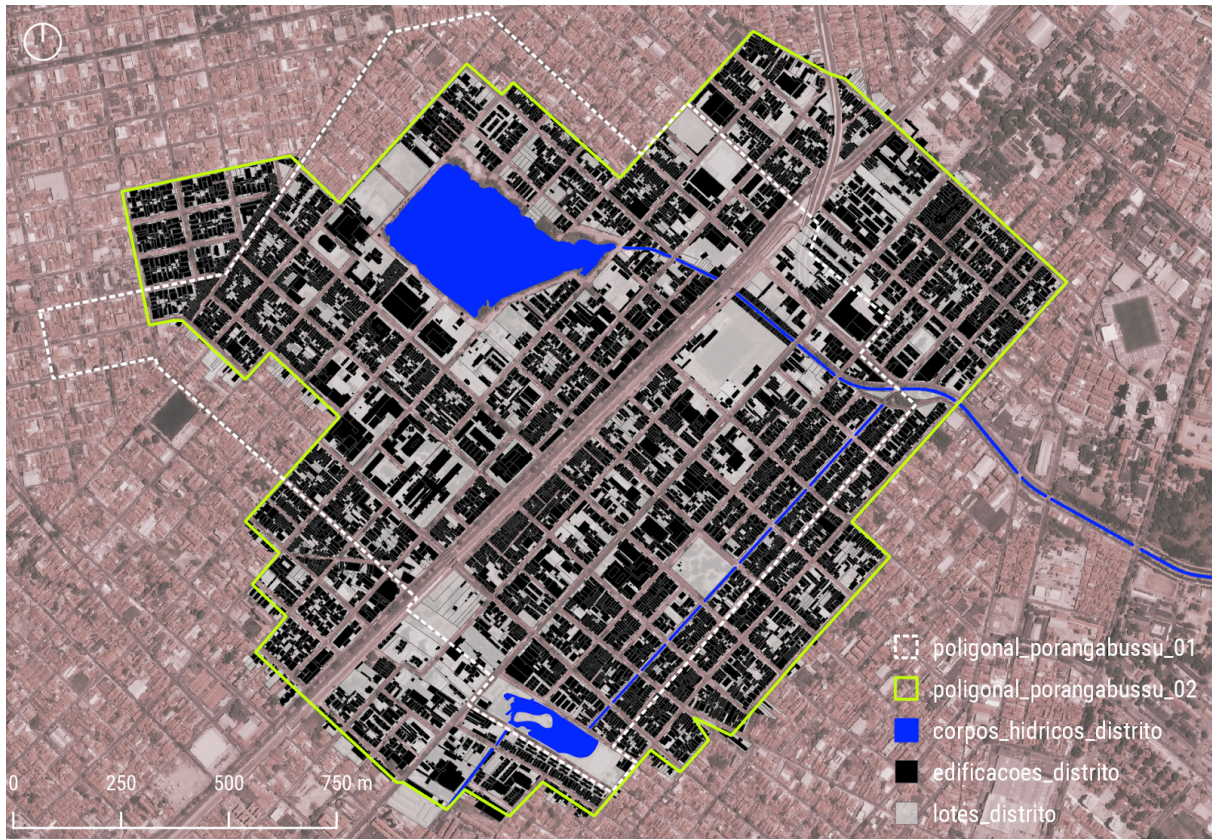 poligonal_porangabussu_01
poligonal_porangabussu_02
corpos_hidricos_distrito
edificacoes_distrito
lotes_distrito
0 250 500 750 m